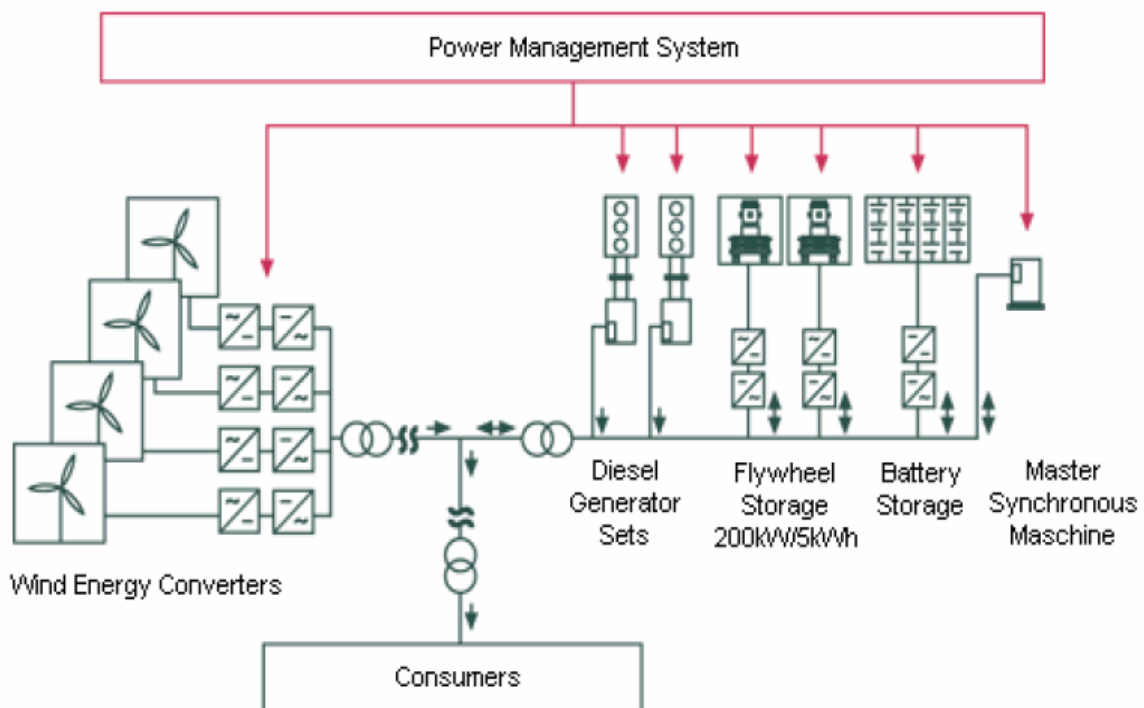 Power Management System
Diesel
Generator
Sets
Flywheel
Storage
200kW/5kWh
Battery
Storage
Master
Synchronous
Maschine
Wind Energy Converters
Consumers